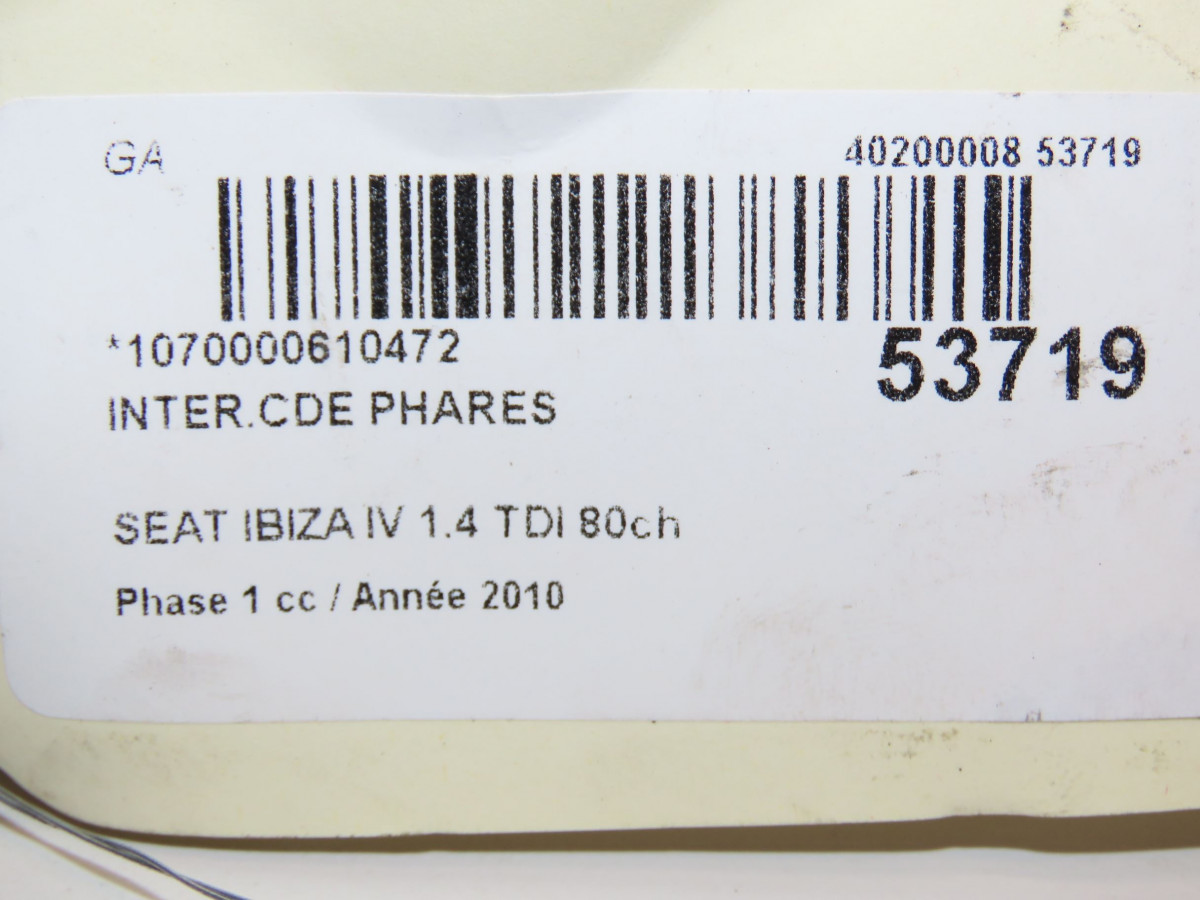 GA
40200008 53719
*1070000610472
53719
INTER.CDE PHARES
SEAT IBIZA IV 1.4 TDI 80ch
Phase 1 cc / Année 2010